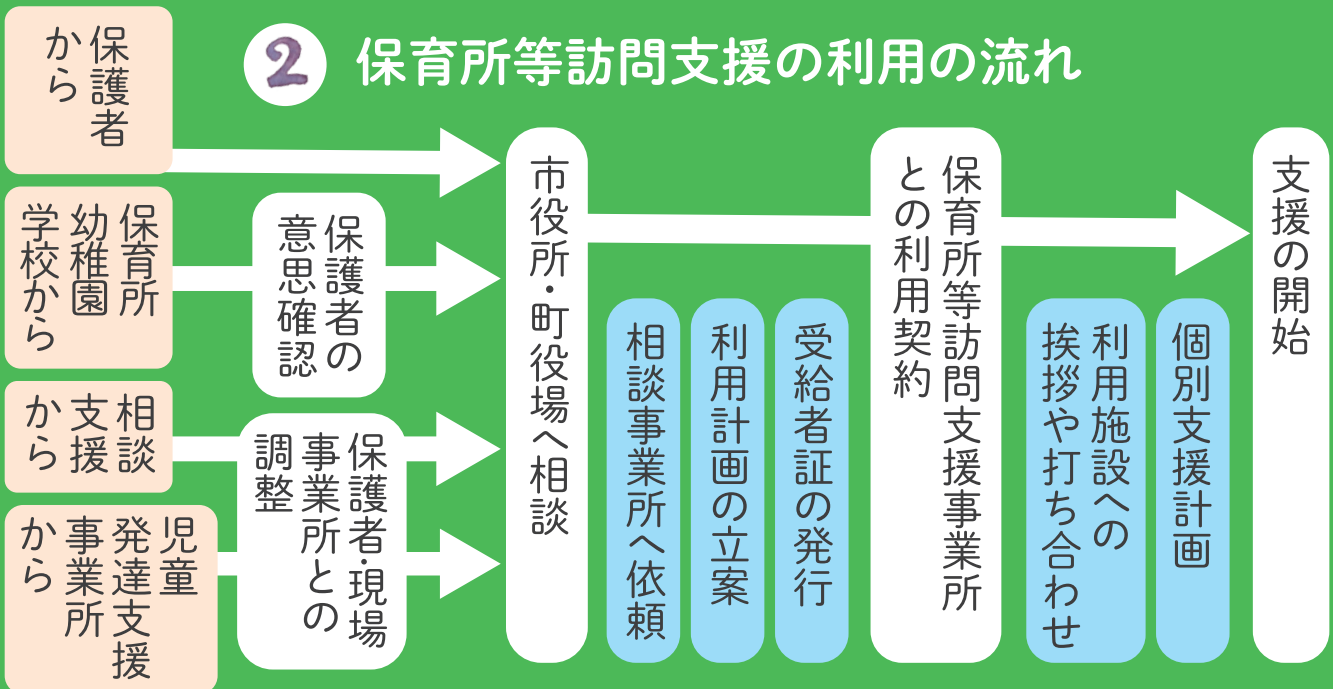 2 保育所等訪問支援の利用の流れ
保護者
から
保育所
幼稚園
学校から
相談
支援
から
児童
発達支援
事業所
から
保護者の
意思確認
保護者・現場
事業所との
調整
市役所・町役場へ相談
相談事業所へ依頼
利用計画の立案
受給者証の発行
保育所等訪問支援事業所
との利用契約
利用施設への
挨拶や打ち合わせ
個別支援計画
支援の開始